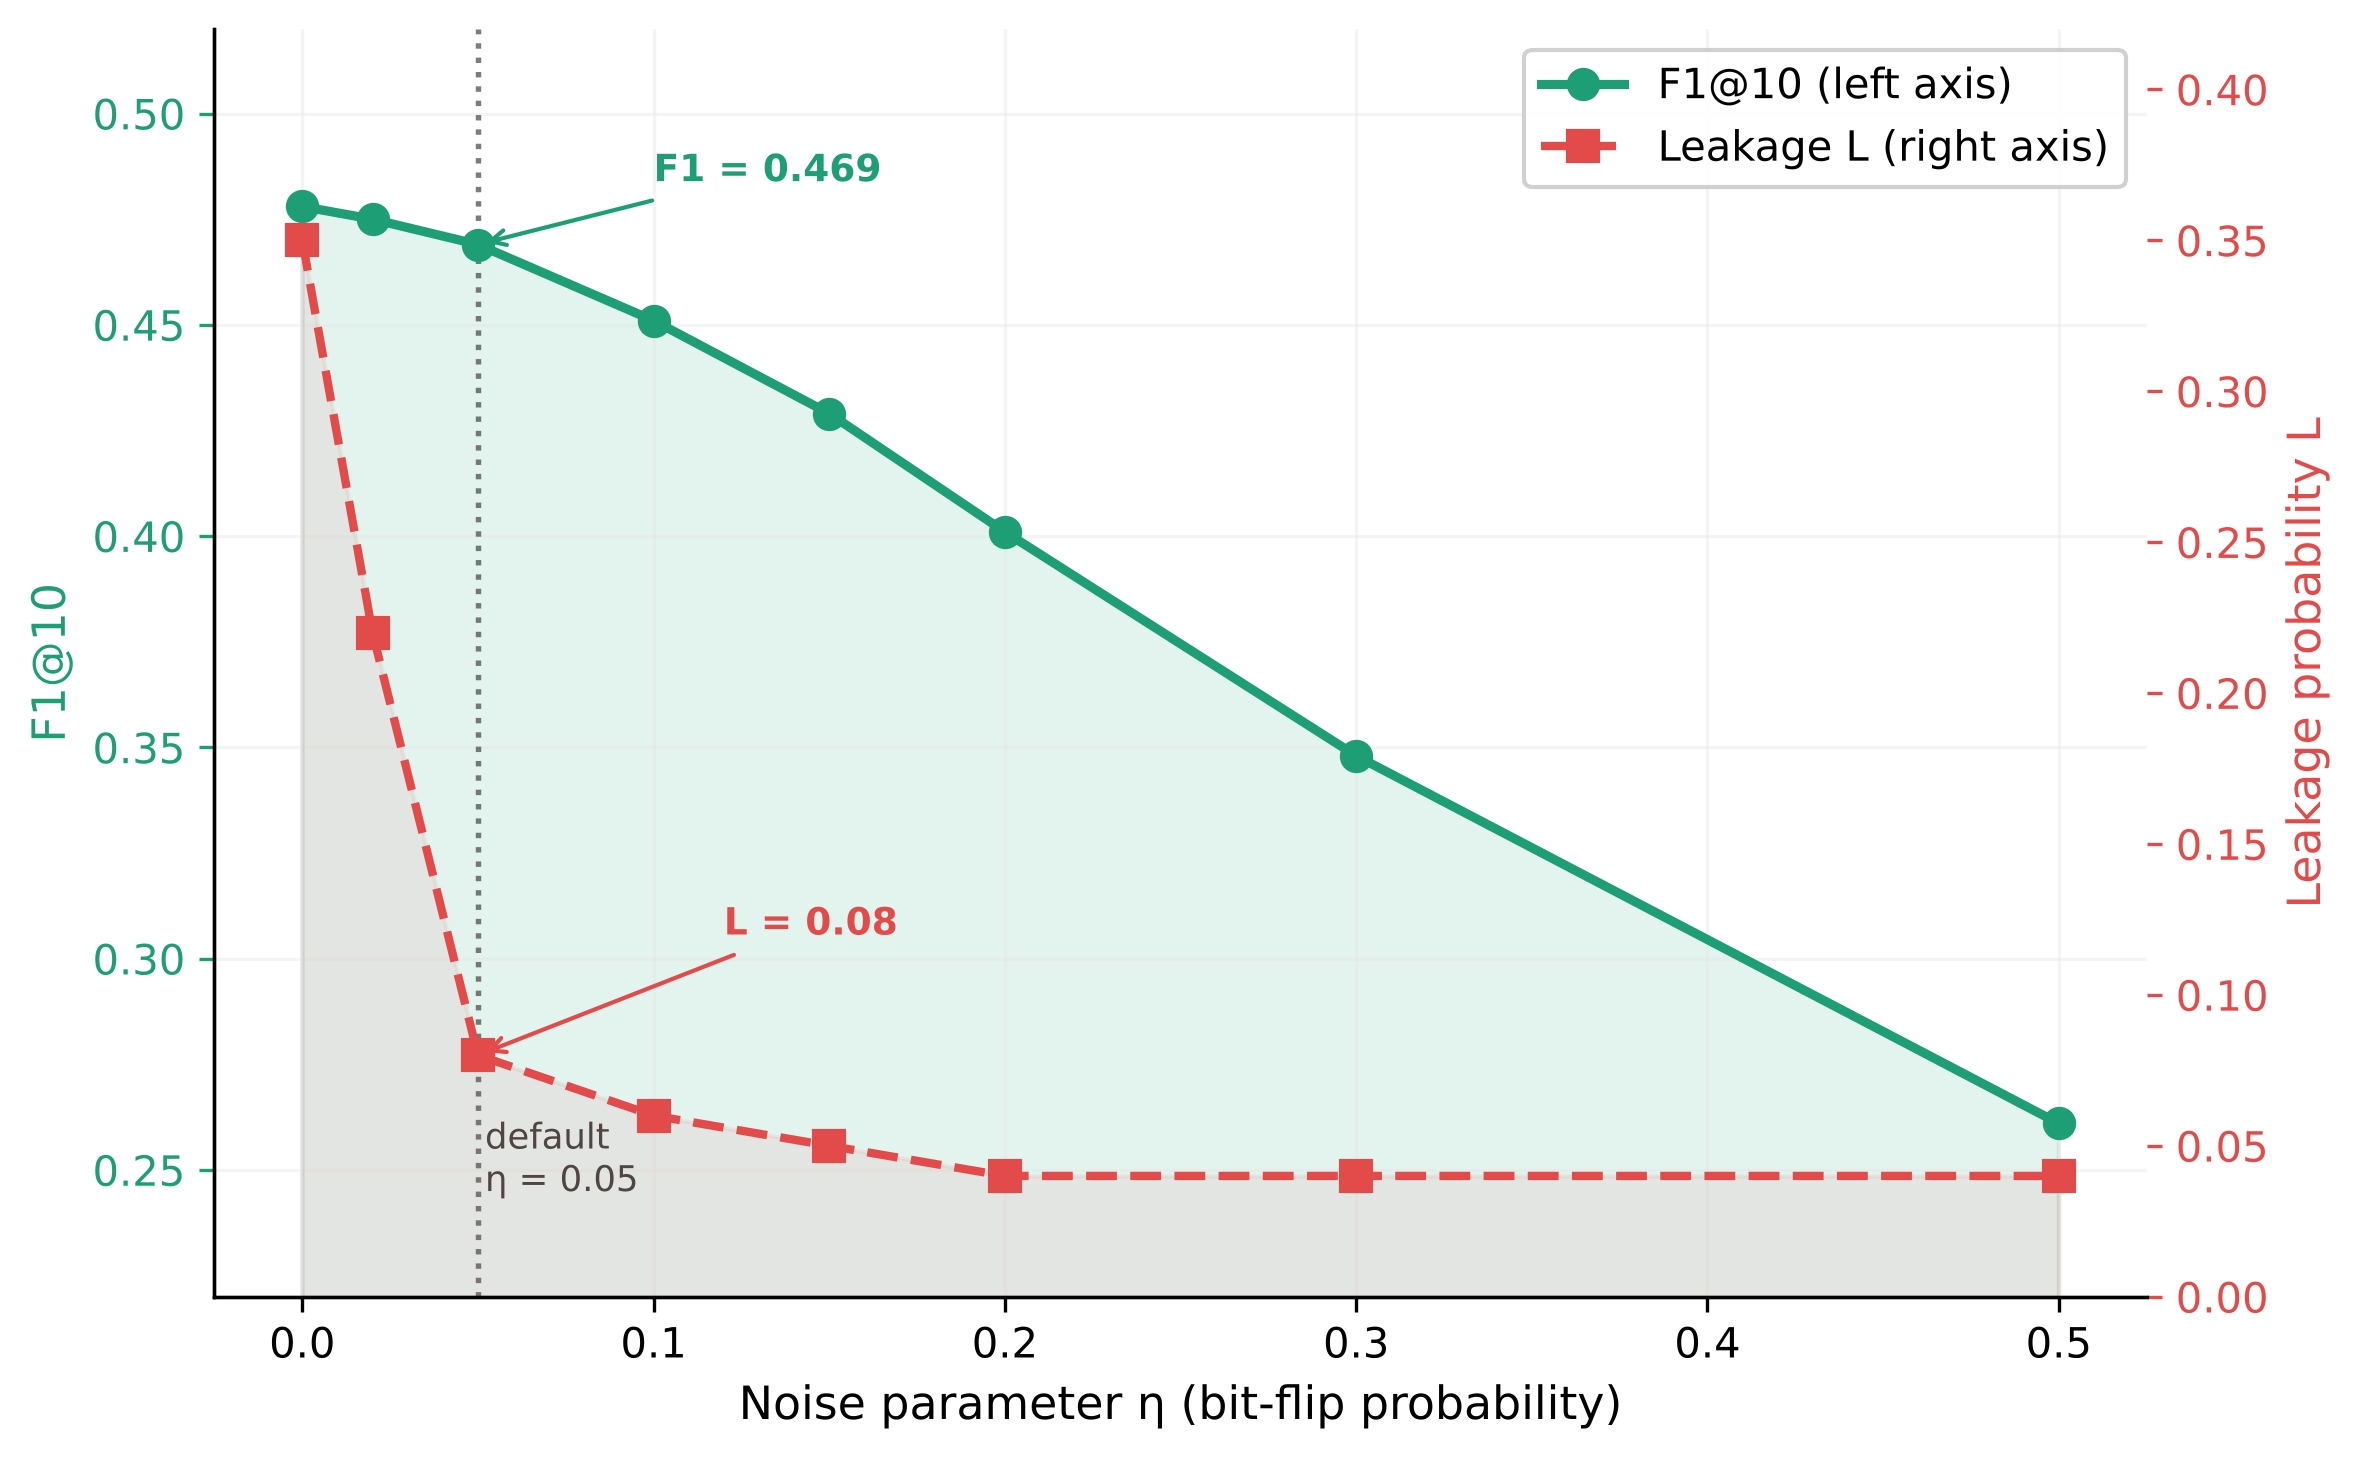 F1@10 (left axis)
Leakage L (right axis)
F1 = 0.469
L = 0.08
default
η = 0.05
F1@10
0.50
0.45
0.40
0.35
0.30
0.25
Leakage probability L
0.40
0.35
0.30
0.25
0.20
0.15
0.10
0.05
0.00
0.0 0.1 0.2 0.3 0.4 0.5
Noise parameter η (bit-flip probability)